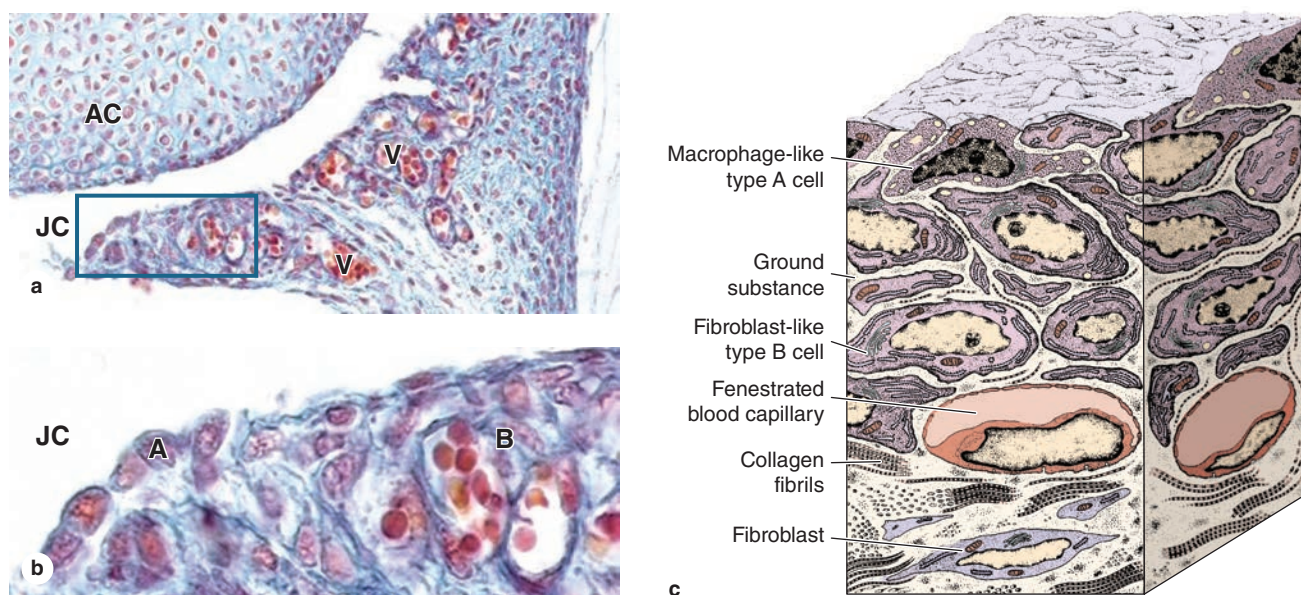 AC
V
JC
V
a
JC
A
B
b
Macrophage-like
type A cell
Ground
substance
Fibroblast-like
type B cell
Fenestrated
blood capillary
Collagen
fibrils
Fibroblast
c